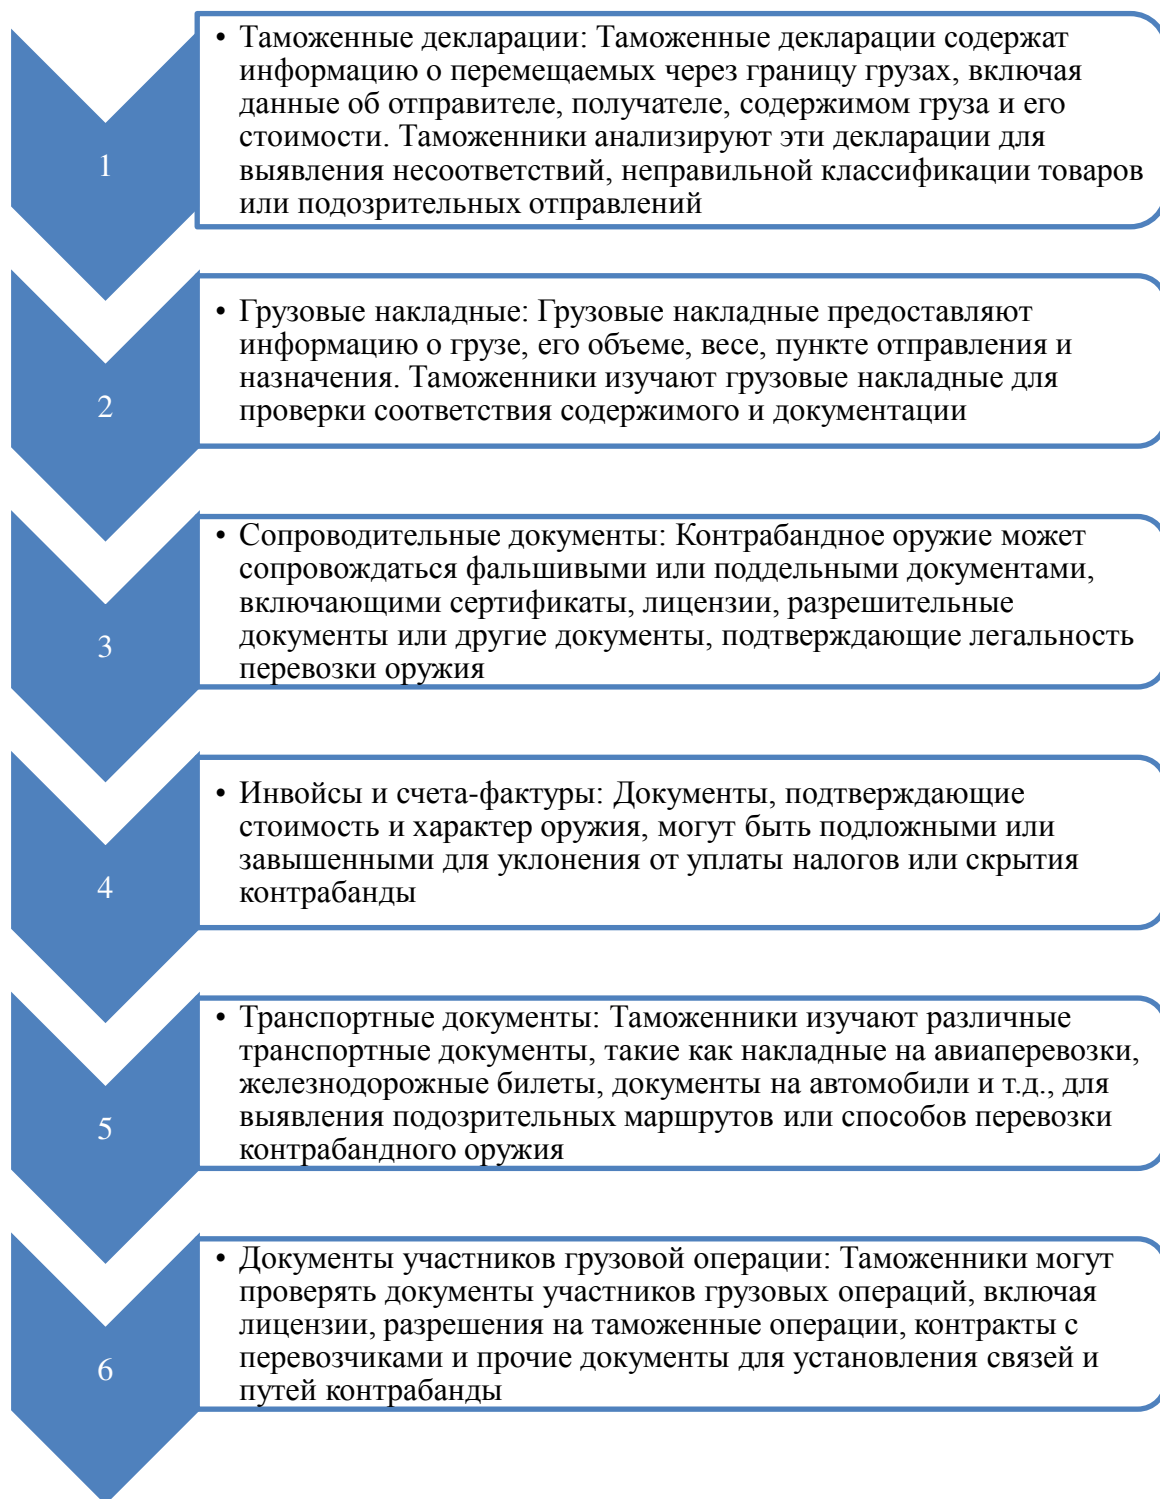 1
• Таможенные декларации: Таможенные декларации содержат
информацию о перемещаемых через границу грузах, включая
данные об отправителе, получателе, содержимом груза и его
стоимости. Таможенники анализируют эти декларации для
выявления несоответствий, неправильной классификации товаров
или подозрительных отправлений
2
• Грузовые накладные: Грузовые накладные предоставляют
информацию о грузе, его объеме, весе, пункте отправления и
назначения. Таможенники изучают грузовые накладные для
проверки соответствия содержимого и документации
3
• Сопроводительные документы: Контрабандное оружие может
сопровождаться фальшивыми или поддельными документами,
включающими сертификаты, лицензии, разрешительные
документы или другие документы, подтверждающие легальность
перевозки оружия
4
• Инвойсы и счета-фактуры: Документы, подтверждающие
стоимость и характер оружия, могут быть подложными или
завышенными для уклонения от уплаты налогов или скрытия
контрабанды
5
• Транспортные документы: Таможенники изучают различные
транспортные документы, такие как накладные на авиаперевозки,
железнодорожные билеты, документы на автомобили и т.д., для
выявления подозрительных маршрутов или способов перевозки
контрабандного оружия
6
• Документы участников грузовой операции: Таможенники могут
проверять документы участников грузовых операций, включая
лицензии, разрешения на таможенные операции, контракты с
перевозчиками и прочие документы для установления связей и
путей контрабанды